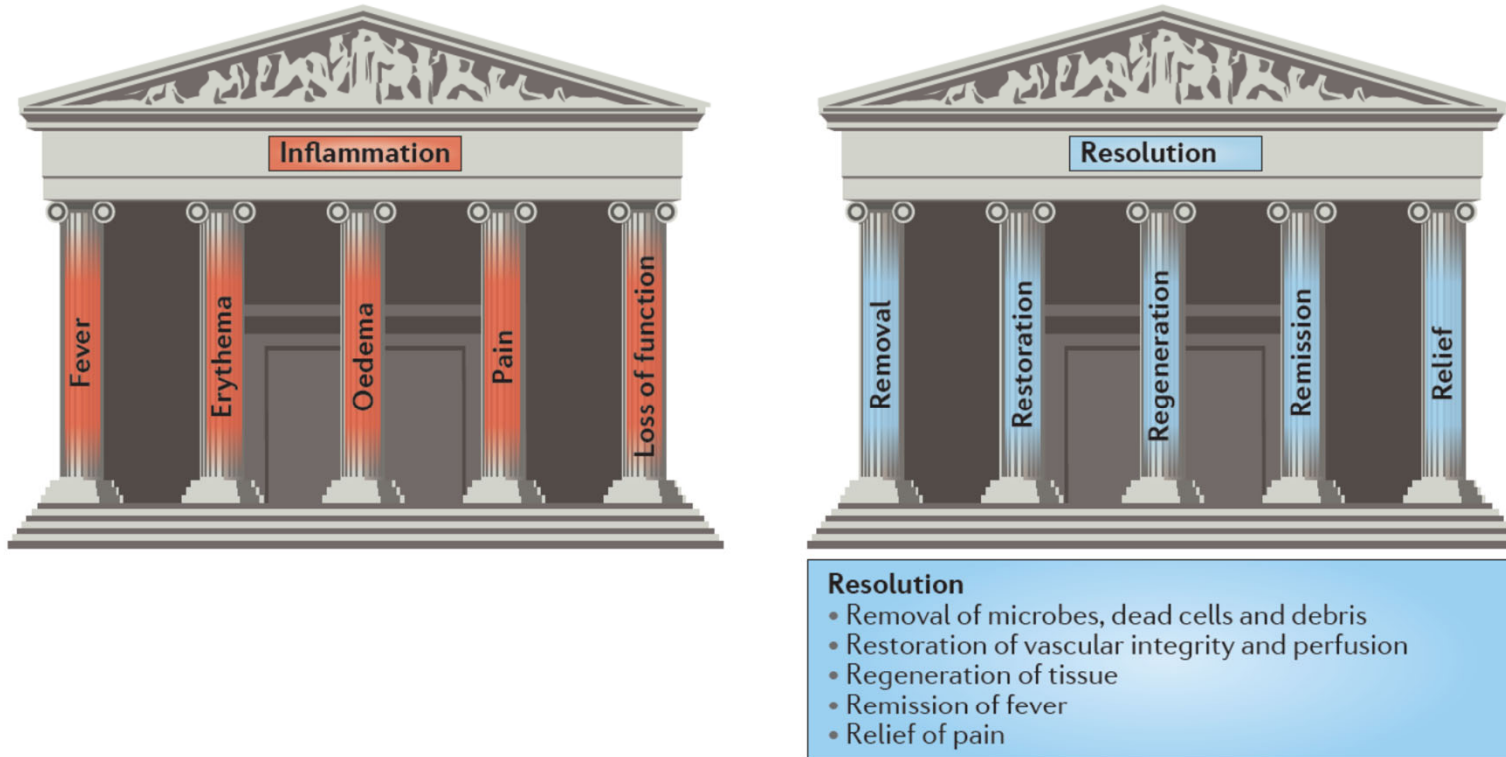 Inflammation
Fever
Erythema
Oedema
Pain
Loss of function
Resolution
Removal
Restoration
Regeneration
Remission
Relief
Resolution
• Removal of microbes, dead cells and debris
• Restoration of vascular integrity and perfusion
• Regeneration of tissue
• Remission of fever
• Relief of pain